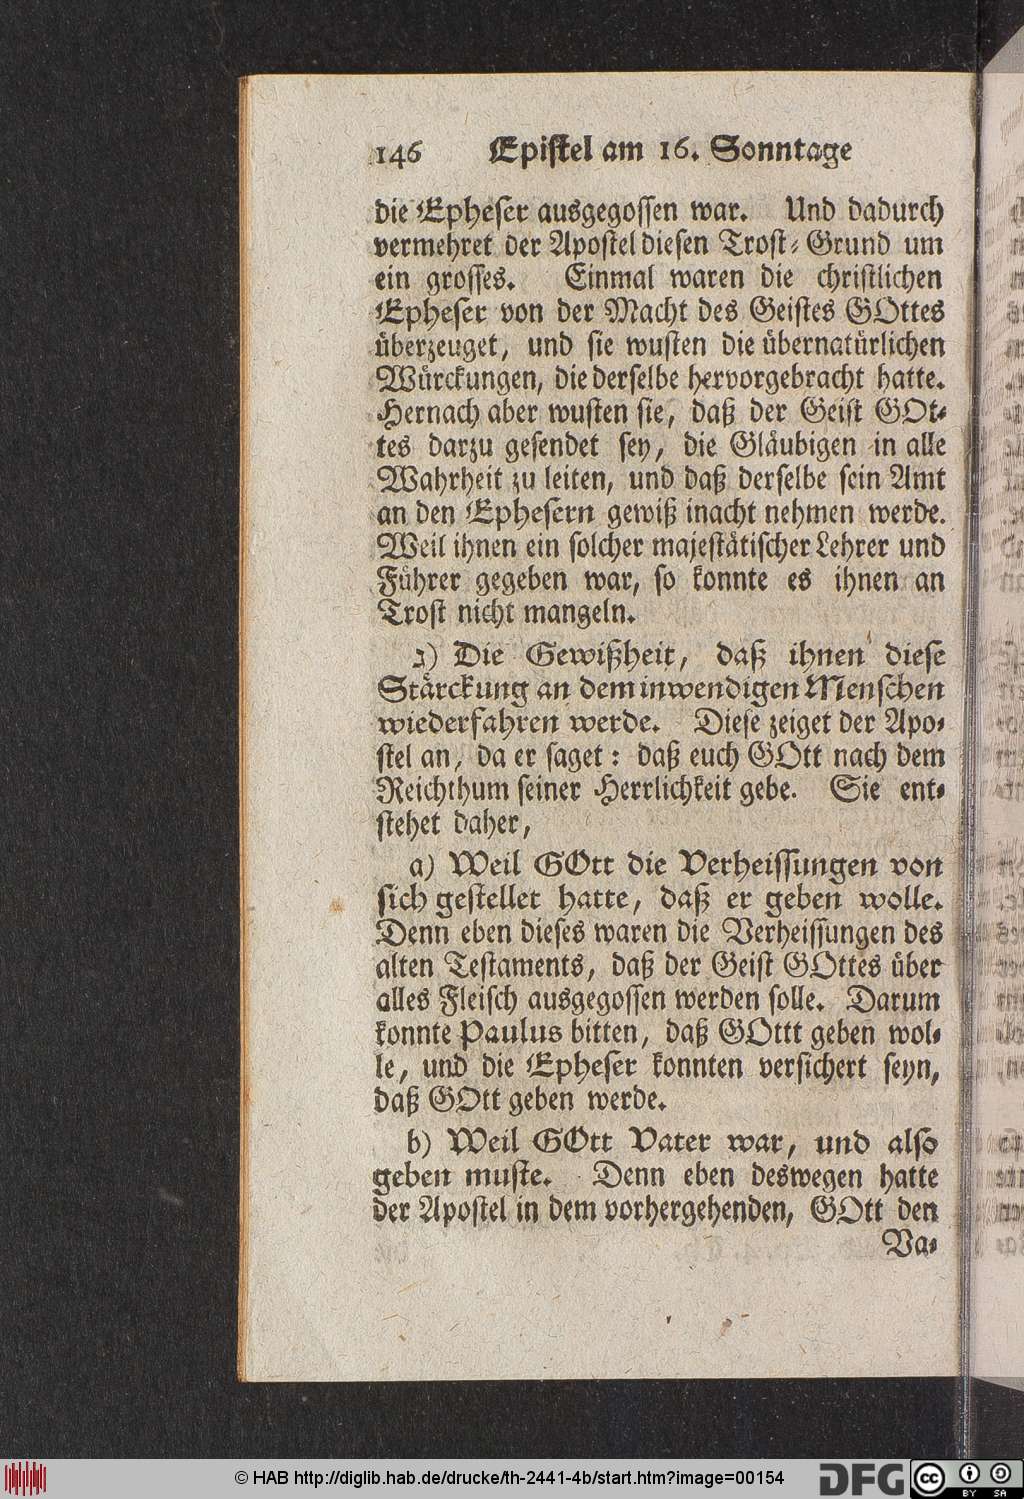 146 Epistel am 16. Sonntage
die Epheser ausgegossen war. Und dadurch
vermehret der Apostel diesen Trost-Grund um
ein grosses. Einmal waren die christlichen
Epheser von der Macht des Geistes GOttes
überzeuget, und sie wusten die übernatürlichen
Würckungen, die derselbe hervorgebracht hatte.
Hernach aber wusten sie, daß der Geist GOt-
tes darzu gesendet sey, die Gläubigen in alle
Wahrheit zu leiten, und daß derselbe sein Amt
an den Ephesern gewiß inacht nehmen werde.
Weil ihnen ein solcher majestätischer Lehrer und
Führer gegeben war, so konnte es ihnen an
Trost nicht mangeln.
3) Die Gewißheit, daß ihnen diese
Stärckung an dem inwendigen Menschen
wiederfahren werde. Diese zeiget der Apo-
stel an, da er saget: daß euch GOtt nach dem
Reichthum seiner Herrlichkeit gebe. Sie ent-
stehet daher,
a) Weil GOtt die Verheissungen von
sich gestellet hatte, daß er geben wolle.
Denn eben dieses waren die Verheissungen des
alten Testaments, daß der Geist GOttes über
alles Fleisch ausgegossen werden solle. Darum
konnte Paulus bitten, daß GOttt geben wol-
le, und die Epheser konnten versichert seyn,
daß GOtt geben werde.
b) Weil GOtt Vater war, und also
geben muste. Denn eben deswegen hatte
der Apostel in dem vorhergehenden, GOtt den
Va-
© HAB http://diglib.hab.de/drucke/th-2441-4b/start.htm?image=00154
DFG cc BY SA